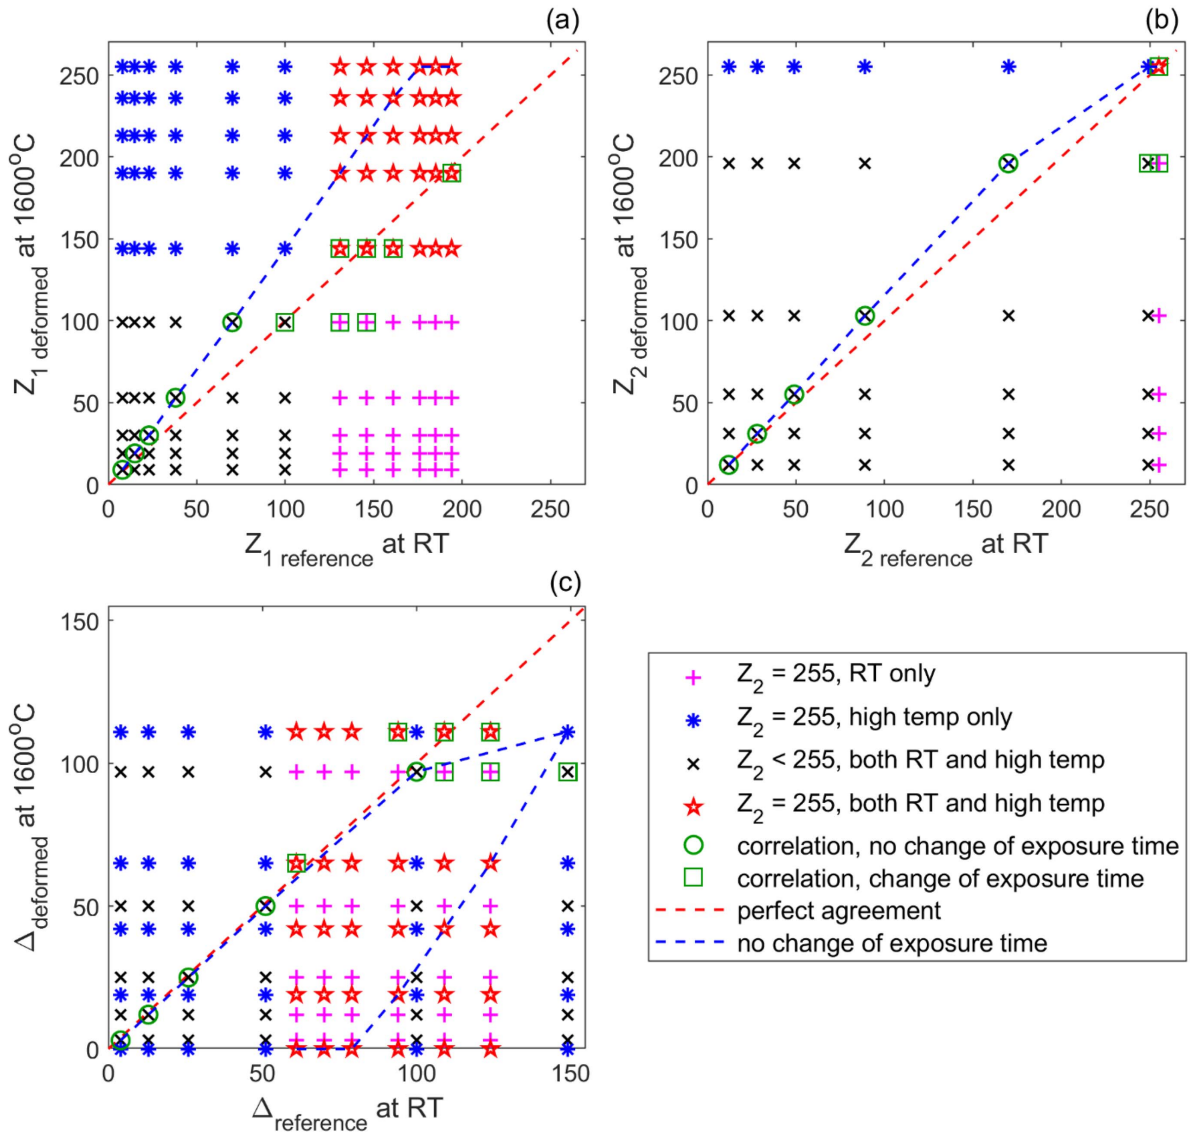 (a)
Z1 deformed at 1600°C
250
200
150
100
50
0
0 50 100 150 200 250
Z1 reference at RT
(b)
Z2 deformed at 1600°C
250
200
150
100
50
0
0 50 100 150 200 250
Z2 reference at RT
(c)
Δdeformed at 1600°C
150
100
50
0
0 50 100 150
Δreference at RT
Z2 = 255, RT only
Z2 = 255, high temp only
Z2 < 255, both RT and high temp
Z2 = 255, both RT and high temp
correlation, no change of exposure time
correlation, change of exposure time
perfect agreement
no change of exposure time